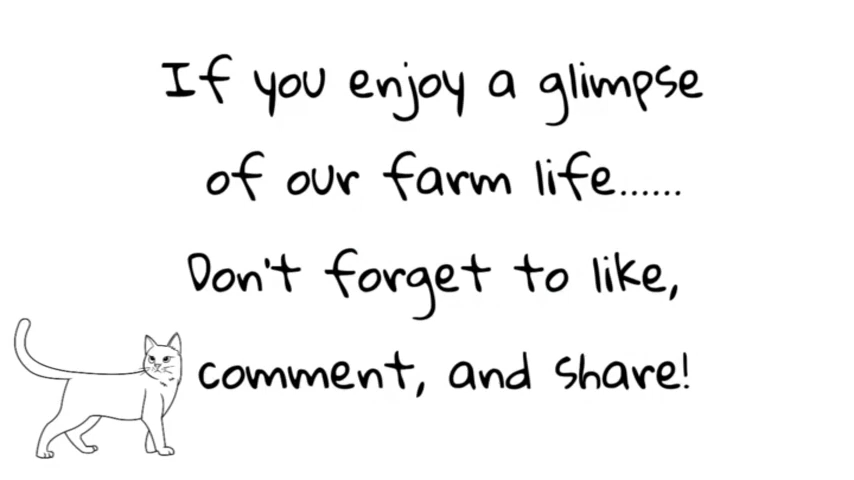 If you enjoy a glimpse
of our farm life......
Don't forget to like,
comment, and share!